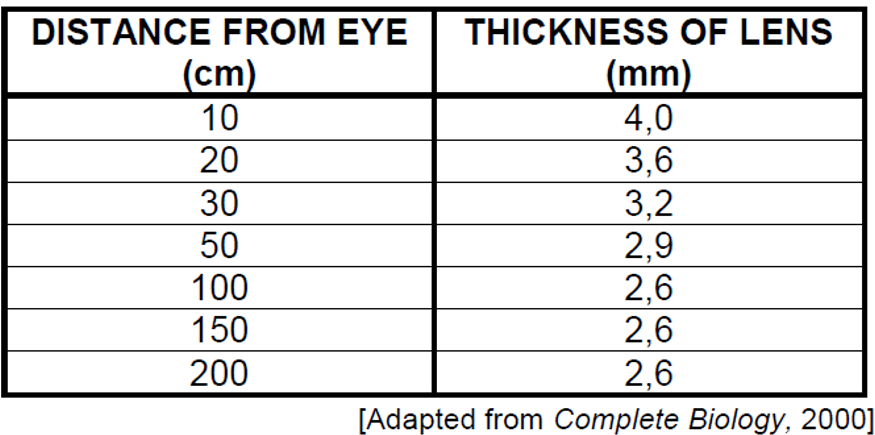 DISTANCE FROM EYE THICKNESS OF LENS
(cm) (mm)
10 4,0
20 3,6
30 3,2
50 2,9
100 2,6
150 2,6
200 2,6
[Adapted from Complete Biology, 2000]